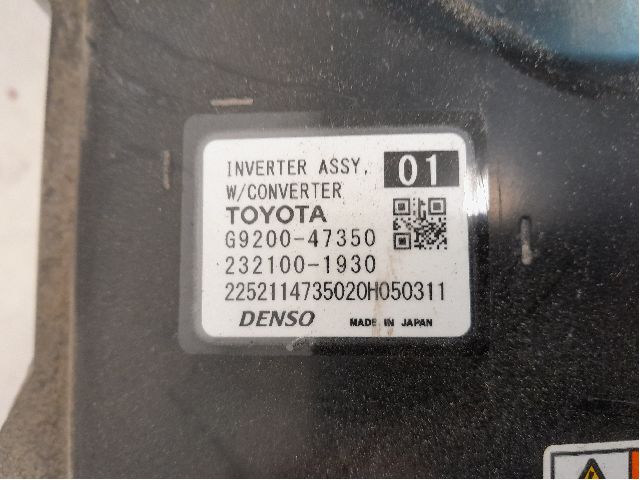 INVERTER ASSY, 01
W/CONVERTER
TOYOTA
G9200-47350
232100-1930
2252114735020H050311
DENSO MADE IN JAPAN